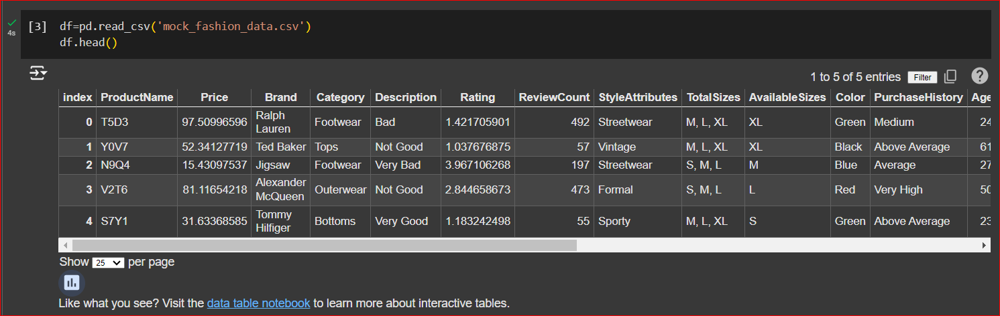 [3] df=pd.read_csv('mock_fashion_data.csv')
4s
df.head()
1 to 5 of 5 entries Filter ?
index ProductName Price Brand Category Description Rating ReviewCount StyleAttributes TotalSizes AvailableSizes Color PurchaseHistory Age
0 T5D3 97.50996596 Ralph Lauren Footwear Bad 1.421705901 492 Streetwear M, L, XL XL Green Medium 24
1 Y0V7 52.34127719 Ted Baker Tops Not Good 1.037676875 57 Vintage M, L, XL XL Black Above Average 61
2 N9Q4 15.43097537 Jigsaw Footwear Very Bad 3.967106268 197 Streetwear S, M, L M Blue Average 27
3 V2T6 81.11654218 Alexander McQueen Outerwear Not Good 2.844658673 473 Formal S, M, L L Red Very High 50
4 S7Y1 31.63368585 Tommy Hilfiger Bottoms Very Good 1.183242498 55 Sporty M, L, XL S Green Above Average 23
Show 25 per page
Like what you see? Visit the data table notebook to learn more about interactive tables.